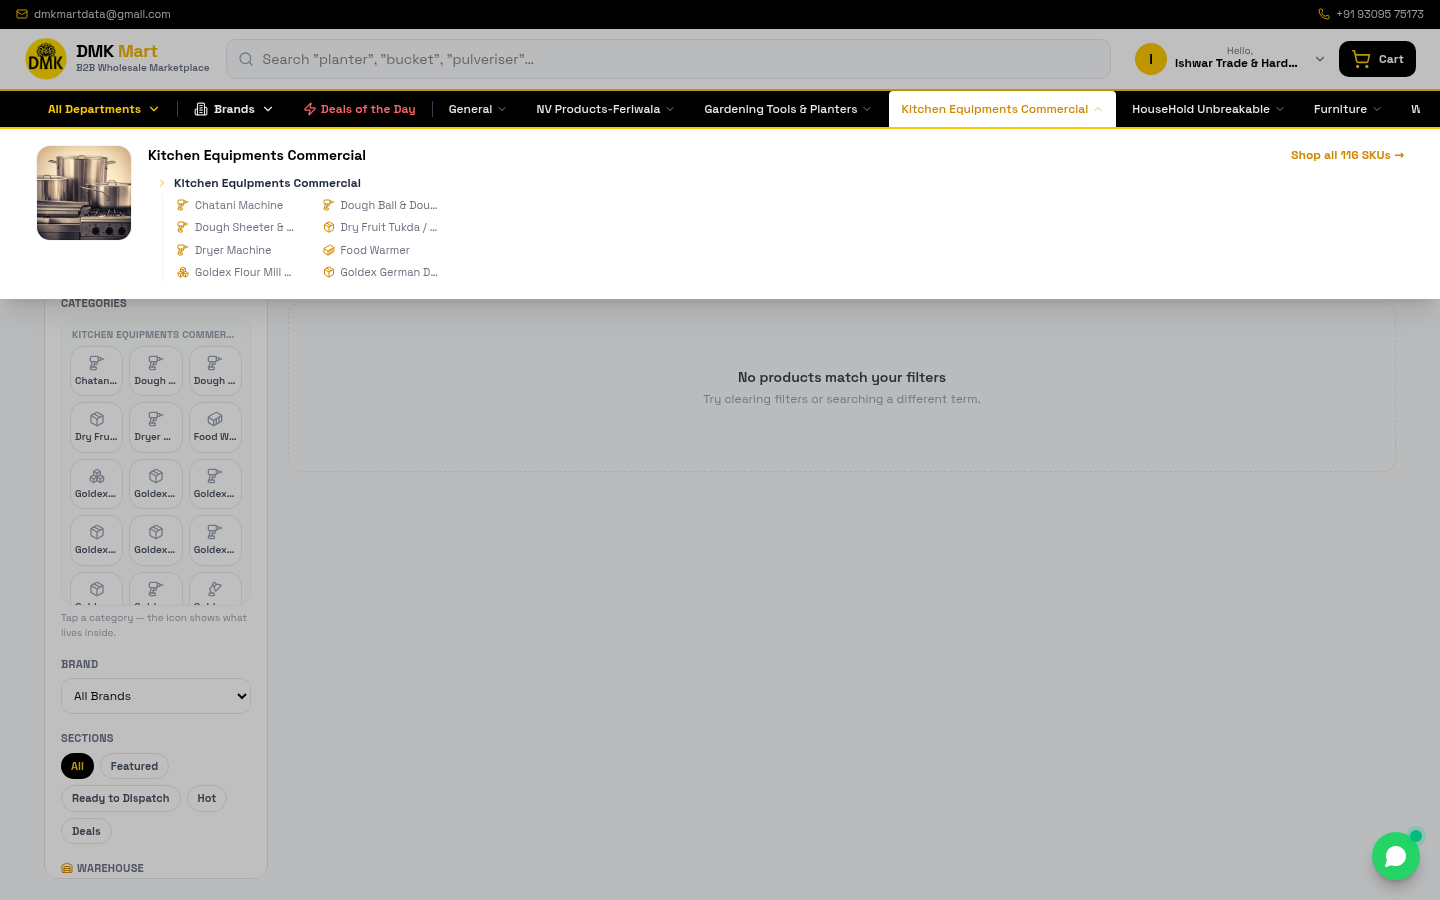 dmkmartdata@gmail.com
+91 93095 75173
DMK
DMK Mart
B2B Wholesale Marketplace
Search "planter", "bucket", "pulveriser"...
I
Hello,
Ishwar Trade & Hard...
Cart
All Departments
Brands
Deals of the Day
General
NV Products-Feriwala
Gardening Tools & Planters
Kitchen Equipments Commercial
HouseHold Unbreakable
Furniture
W
Kitchen Equipments Commercial
Shop all 116 SKUs →
Kitchen Equipments Commercial
Chatani Machine
Dough Ball & Dou...
Dough Sheeter & ...
Dry Fruit Tukda / ...
Dryer Machine
Food Warmer
Goldex Flour Mill ...
Goldex German D...
CATEGORIES
KITCHEN EQUIPMENTS COMMER...
Chatan...
Dough ...
Dough ...
Dry Fru...
Dryer ...
Food W...
Goldex...
Goldex...
Goldex...
Goldex...
Goldex...
Goldex...
Tap a category — the icon shows what
lives inside.
BRAND
All Brands
SECTIONS
All
Featured
Ready to Dispatch
Hot
Deals
WAREHOUSE
No products match your filters
Try clearing filters or searching a different term.